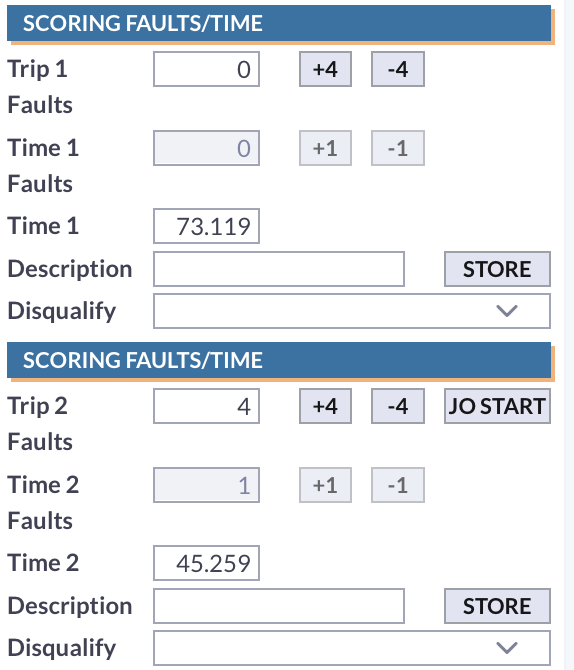 SCORING FAULTS/TIME
Trip 1 Faults 0 +4 -4
Time 1 Faults 0 +1 -1
Time 1 73.119
Description STORE
Disqualify
SCORING FAULTS/TIME
Trip 2 Faults 4 +4 -4 JO START
Time 2 Faults 1 +1 -1
Time 2 45.259
Description STORE
Disqualify